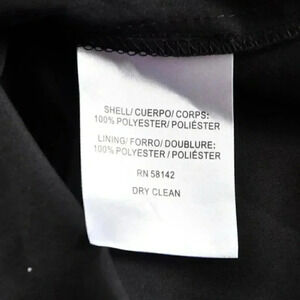 SHELL/ CUERPO/ CORPS:
100% POLYESTER/ POLIÉSTER
LINING/ FORRO/ DOUBLURE:
100% POLYESTER/ POLIÉSTER
RN 58142
DRY CLEAN